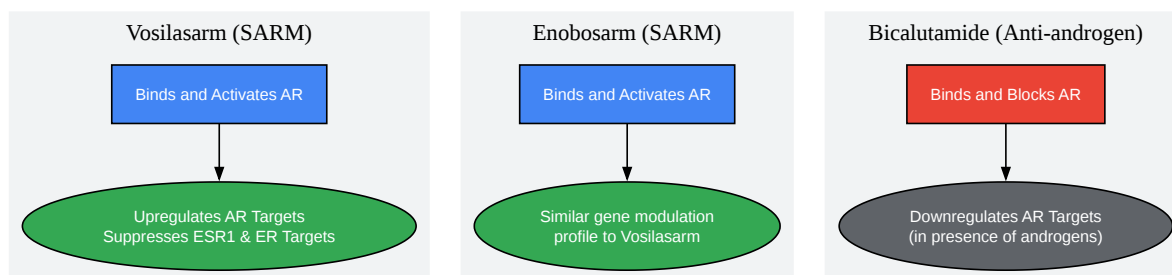 Vosilasarm (SARM)
Binds and Activates AR
Upregulates AR Targets
Suppresses ESR1 & ER Targets
Enobosarm (SARM)
Binds and Activates AR
Similar gene modulation
profile to Vosilasarm
Bicalutamide (Anti-androgen)
Binds and Blocks AR
Downregulates AR Targets
(in presence of androgens)